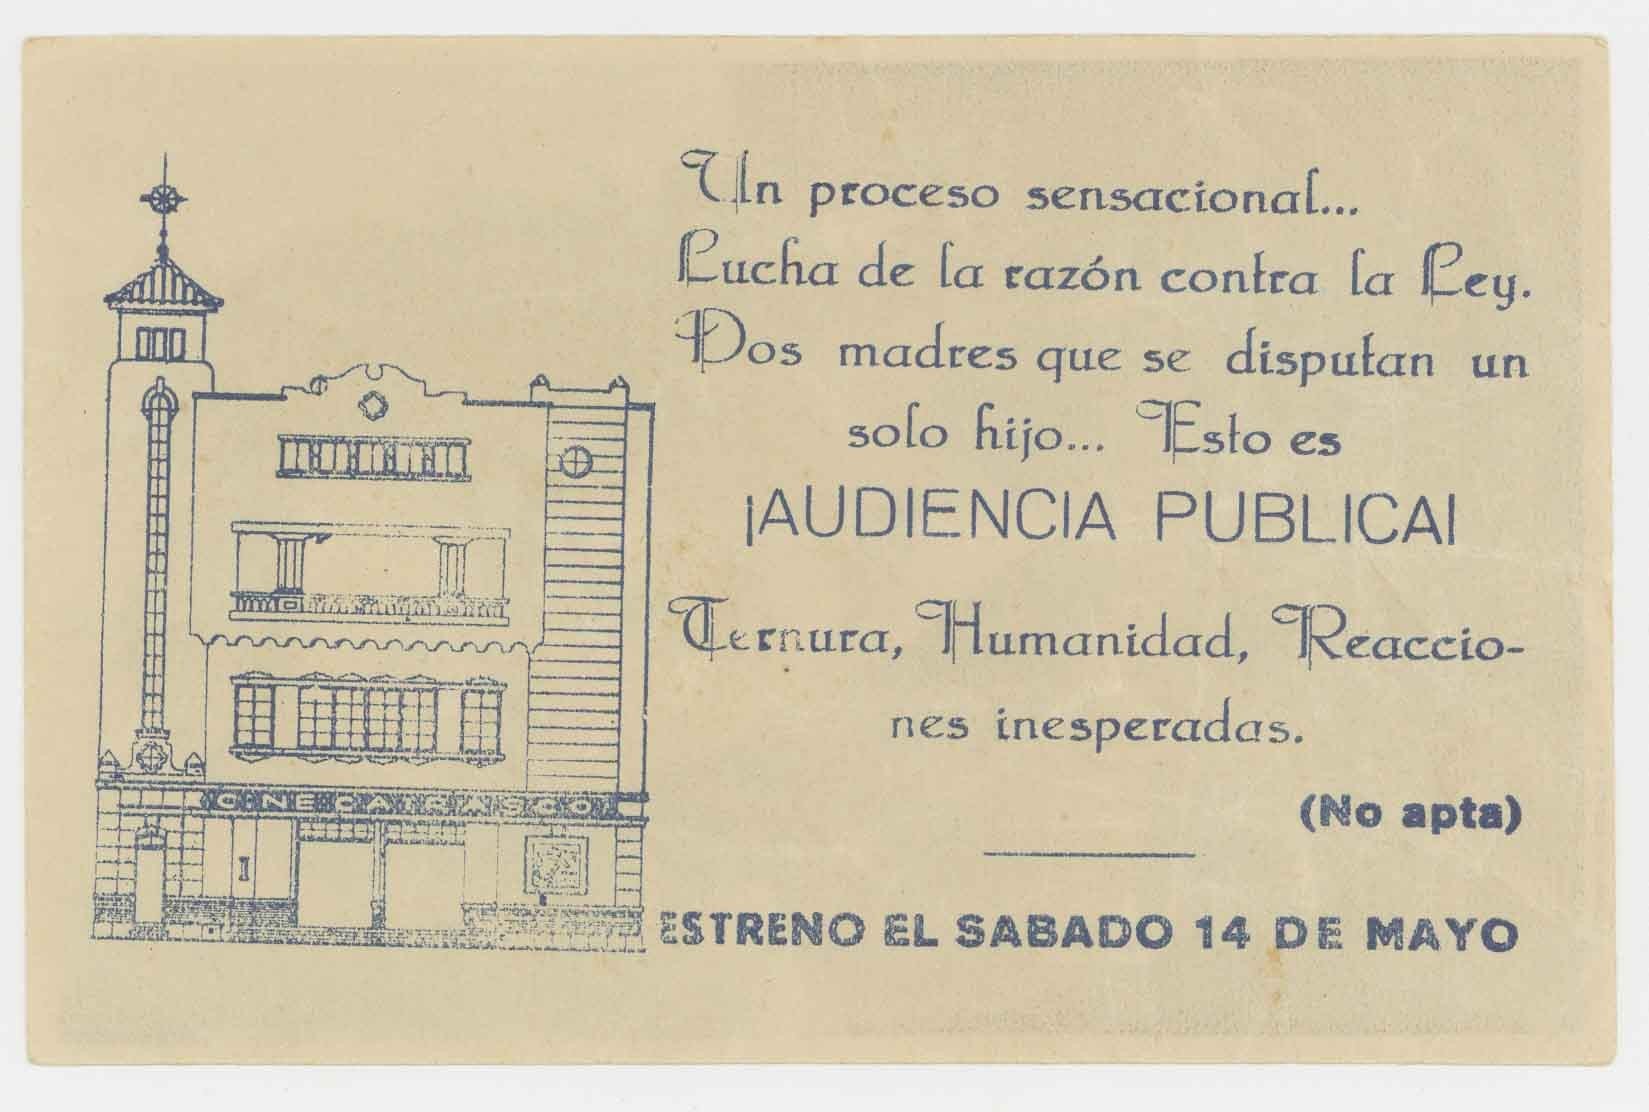 Un proceso sensacional...
Lucha de la razón contra la Ley.
Dos madres que se disputan un
solo hijo... Esto es
¡AUDIENCIA PUBLICA!
Ternura, Humanidad, Reaccio-
nes inesperadas.
(No apta)
CINE CATRASCO
ESTRENO EL SABADO 14 DE MAYO